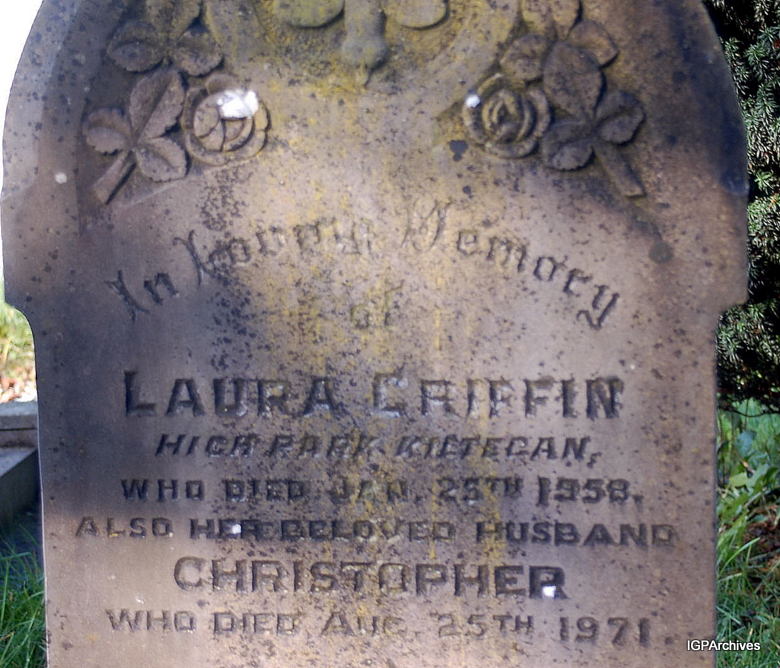 In Loving Memory
of
LAURA GRIFFIN
HIGH PARK KILTEGAN,
WHO DIED JAN. 25TH 1958.
ALSO HER BELOVED HUSBAND
CHRISTOPHER
WHO DIED AUG. 25TH 1971.
IGPArchives